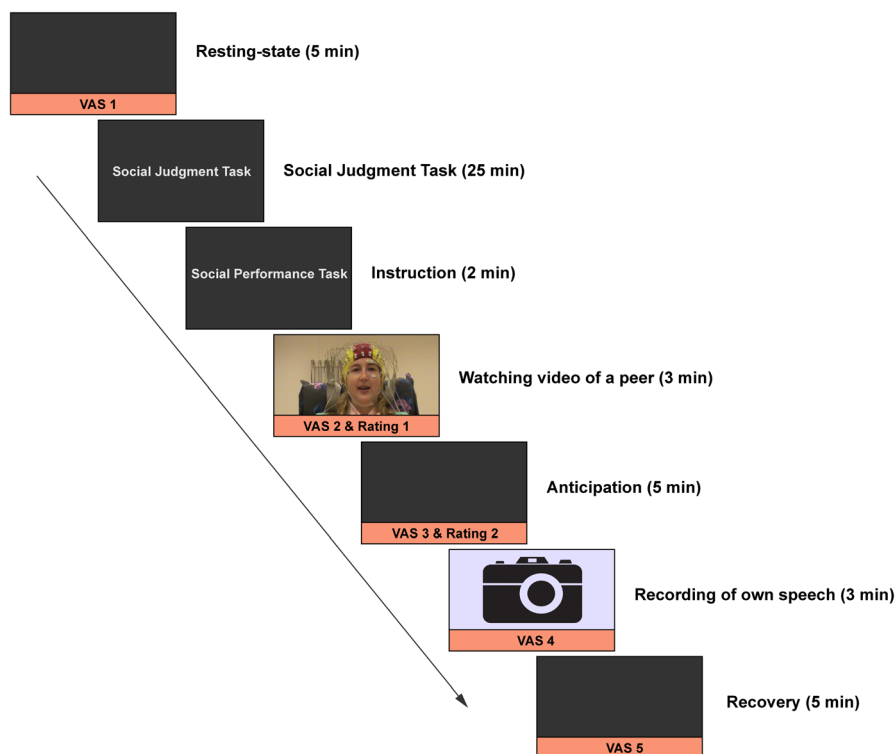 Resting-state (5 min)
VAS 1
Social Judgment Task
Social Judgment Task (25 min)
Social Performance Task
Instruction (2 min)
Watching video of a peer (3 min)
VAS 2 & Rating 1
Anticipation (5 min)
VAS 3 & Rating 2
Recording of own speech (3 min)
VAS 4
Recovery (5 min)
VAS 5